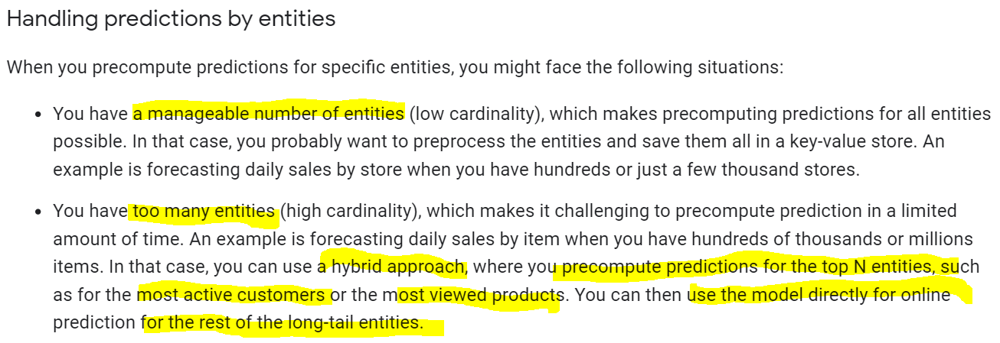 Handling predictions by entities
When you precompute predictions for specific entities, you might face the following situations:
• You have a manageable number of entities (low cardinality), which makes precomputing predictions for all entities
possible. In that case, you probably want to preprocess the entities and save them all in a key-value store. An
example is forecasting daily sales by store when you have hundreds or just a few thousand stores.
• You have too many entities (high cardinality), which makes it challenging to precompute prediction in a limited
amount of time. An example is forecasting daily sales by item when you have hundreds of thousands or millions
items. In that case, you can use a hybrid approach, where you precompute predictions for the top N entities, such
as for the most active customers or the most viewed products. You can then use the model directly for online
prediction for the rest of the long-tail entities.